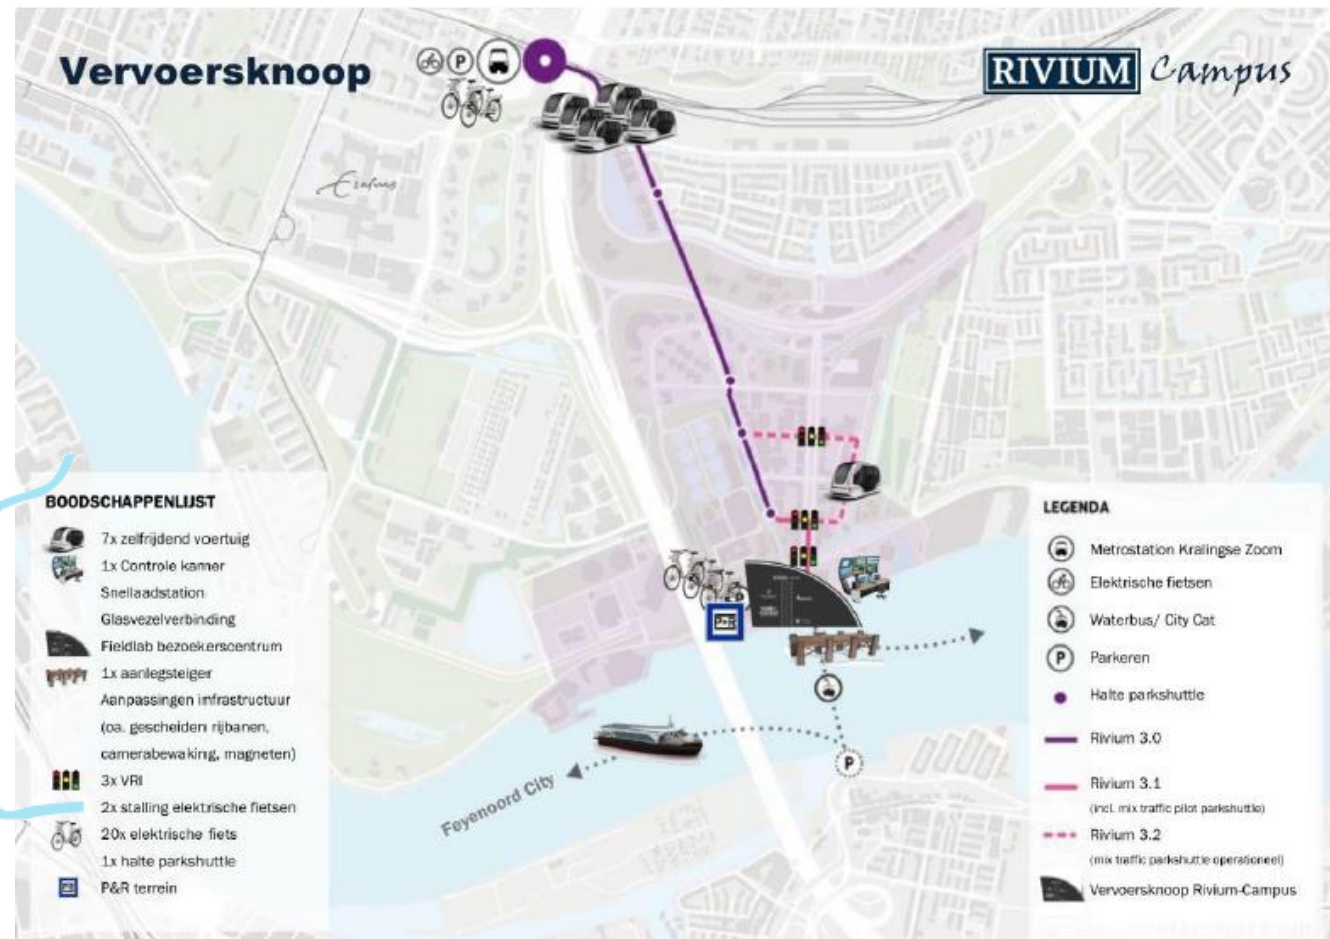 Vervoersknoop
P
RIVIUM Campus
Erasmus
BOODSCHAPPENLIJST
7x zelfrijdend voertuig
1x Controle kamer
Snellaadstation
Glasvezelverbinding
Fieldlab bezoekerscentrum
1x aanlegsteiger
Aanpassingen infrastructuur
(oa. gescheiden rijbanen,
camerabewaking, magneten)
3x VRI
2x stalling elektrische fietsen
20x elektrische fiets
1x halte parkshuttle
P&R terrein
P+R
P
Feyenoord City
LEGENDA
Metrostation Kralingse Zoom
Elektrische fietsen
Waterbus/ City Cat
P Parkeren
Halte parkshuttle
Rivium 3.0
Rivium 3.1
(incl. mix traffic pilot parkshuttle)
Rivium 3.2
(mix traffic parkshuttle operationeel)
Vervoersknoop Rivium-Campus